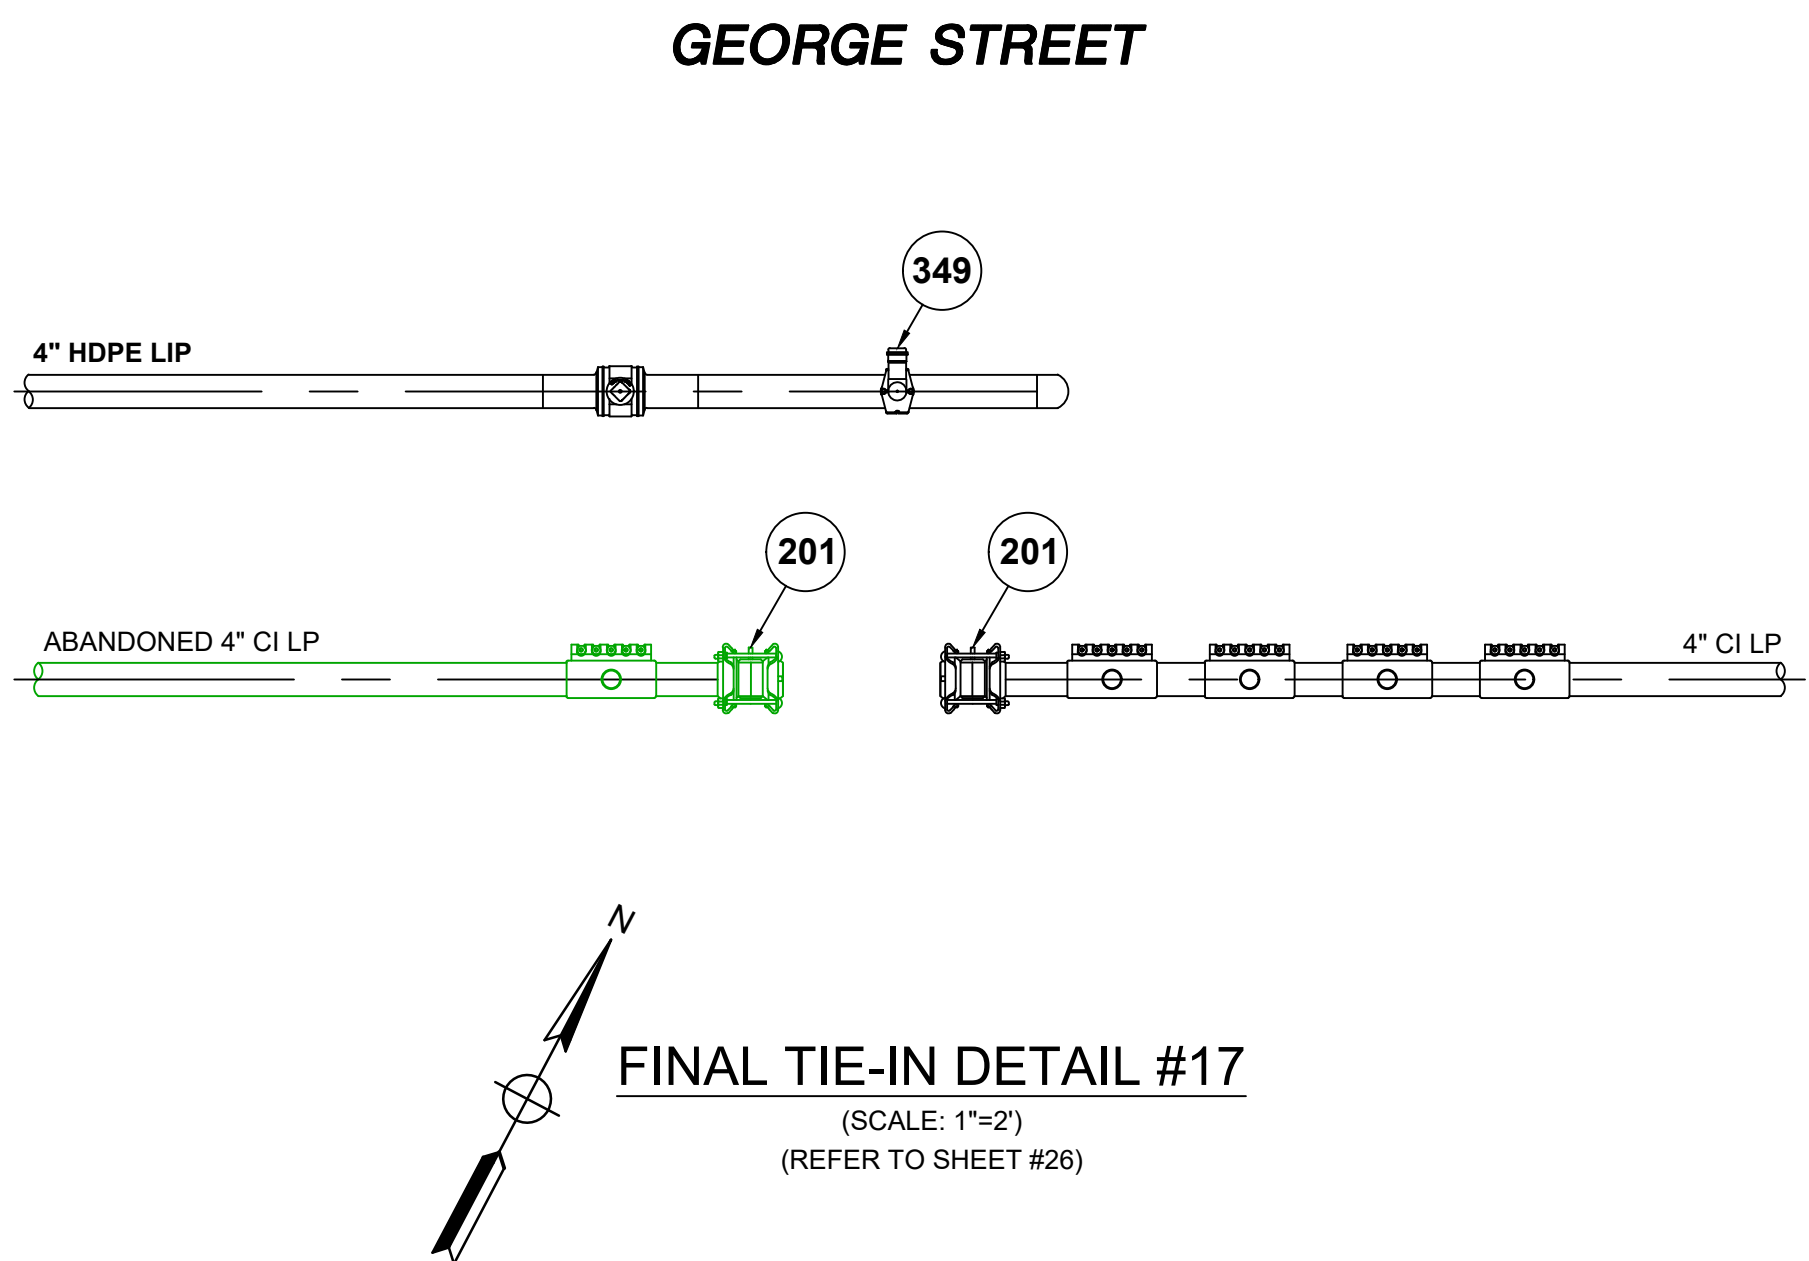 GEORGE STREET
349
4" HDPE LIP
201 201
ABANDONED 4" CI LP 4" CI LP
N
FINAL TIE-IN DETAIL #17
(SCALE: 1"=2')
(REFER TO SHEET #26)